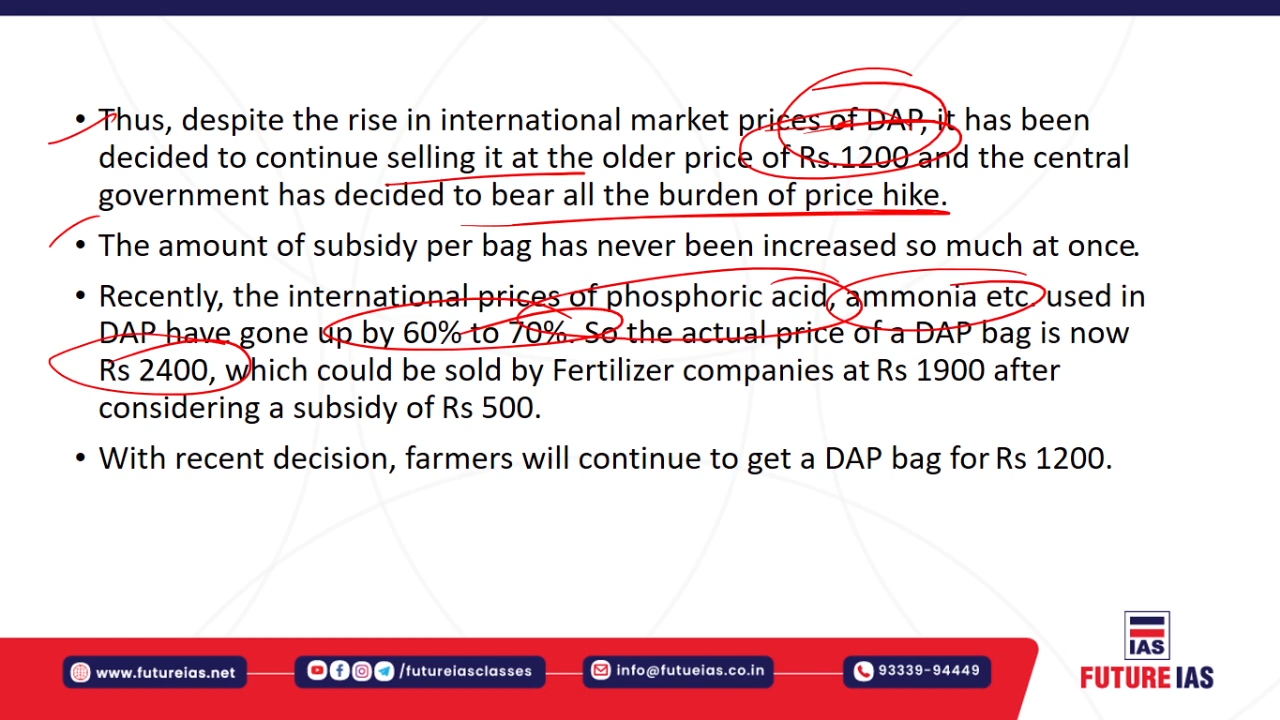 • Thus, despite the rise in international market prices of DAP, it has been
decided to continue selling it at the older price of Rs.1200 and the central
government has decided to bear all the burden of price hike.
• The amount of subsidy per bag has never been increased so much at once.
• Recently, the international prices of phosphoric acid, ammonia etc. used in
DAP have gone up by 60% to 70%. So the actual price of a DAP bag is now
Rs 2400, which could be sold by Fertilizer companies at Rs 1900 after
considering a subsidy of Rs 500.
• With recent decision, farmers will continue to get a DAP bag for Rs 1200.
IAS
FUTURE IAS
www.futureias.net
/futureiasclasses
info@futueias.co.in
93339-94449